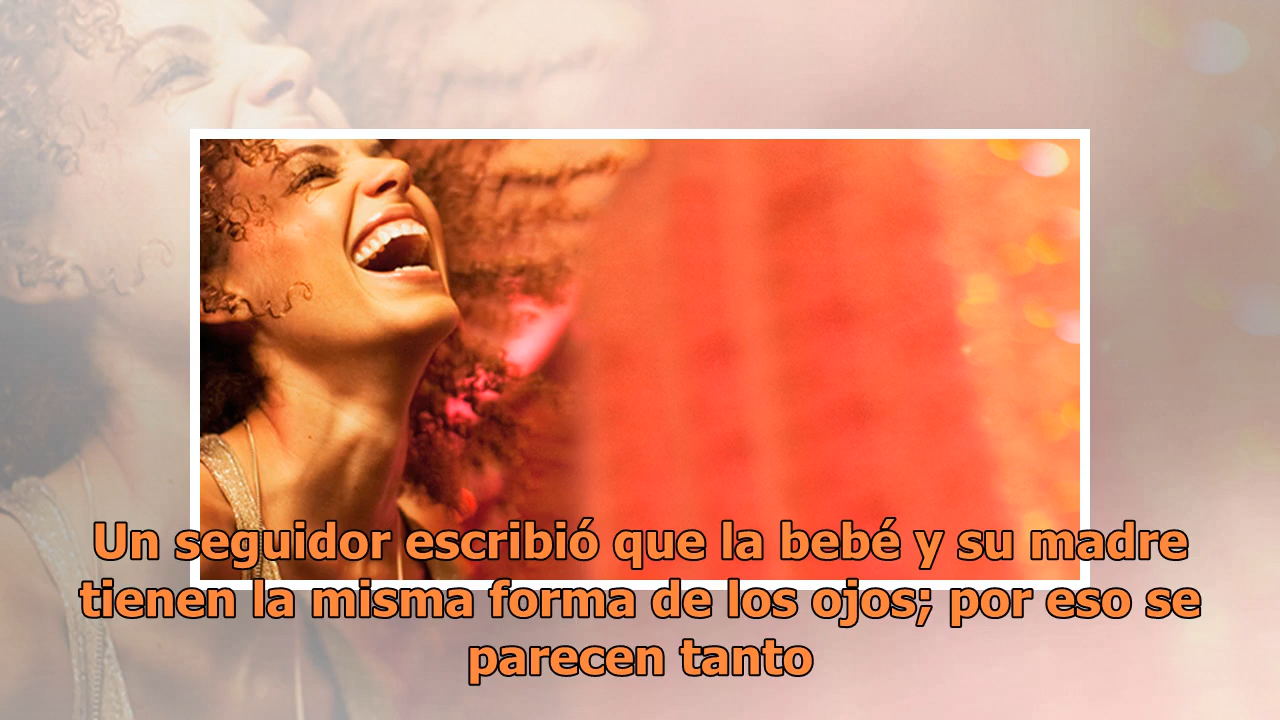 Un seguidor escribió que la bebé y su madre
tienen la misma forma de los ojos; por eso se
parecen tanto